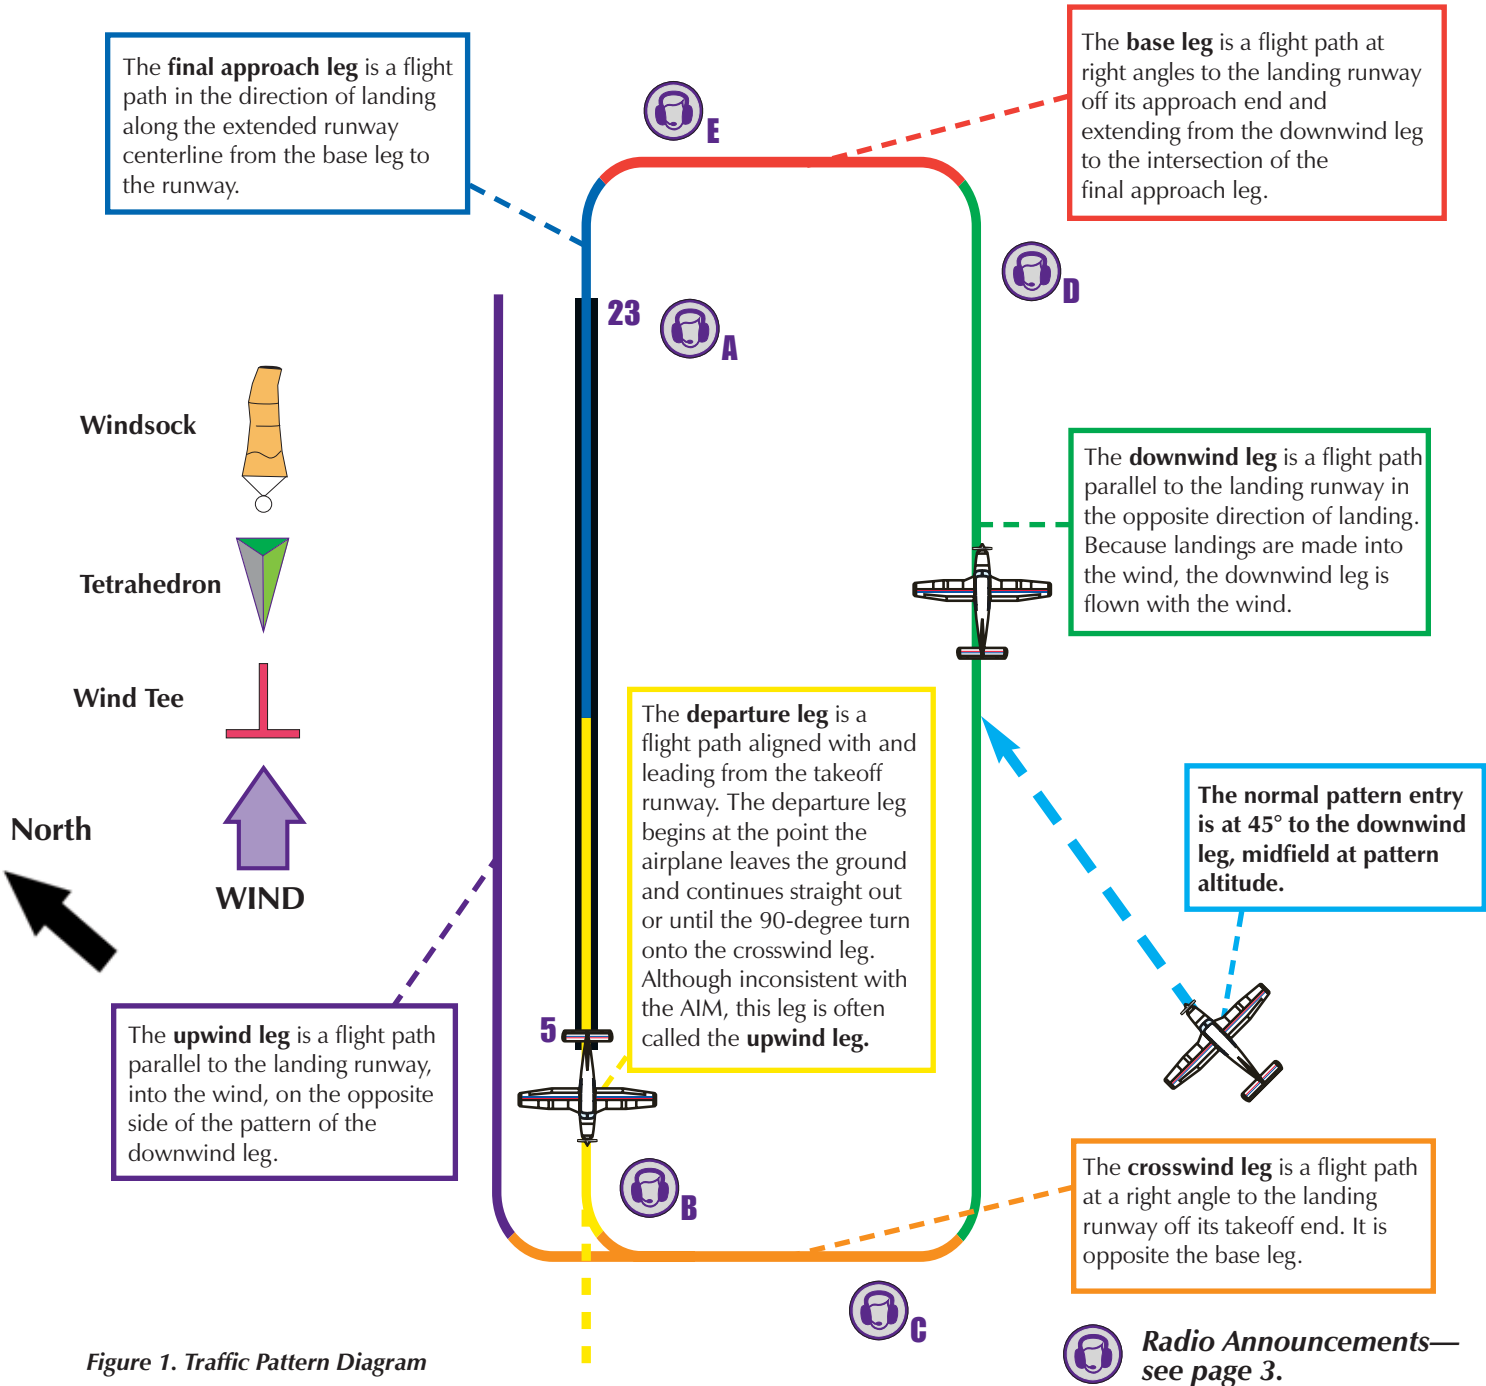 The final approach leg is a flight
path in the direction of landing
along the extended runway
centerline from the base leg to
the runway.
The base leg is a flight path at
right angles to the landing runway
off its approach end and
extending from the downwind leg
to the intersection of the
final approach leg.
E
D
23
A
Windsock
Tetrahedron
Wind Tee
North
WIND
The downwind leg is a flight path
parallel to the landing runway in
the opposite direction of landing.
Because landings are made into
the wind, the downwind leg is
flown with the wind.
The departure leg is a
flight path aligned with and
leading from the takeoff
runway. The departure leg
begins at the point the
airplane leaves the ground
and continues straight out
or until the 90-degree turn
onto the crosswind leg.
Although inconsistent with
the AIM, this leg is often
called the upwind leg.
The normal pattern entry
is at 45° to the downwind
leg, midfield at pattern
altitude.
5
The upwind leg is a flight path
parallel to the landing runway,
into the wind, on the opposite
side of the pattern of the
downwind leg.
B
The crosswind leg is a flight path
at a right angle to the landing
runway off its takeoff end. It is
opposite the base leg.
C
Figure 1. Traffic Pattern Diagram
Radio Announcements—
see page 3.